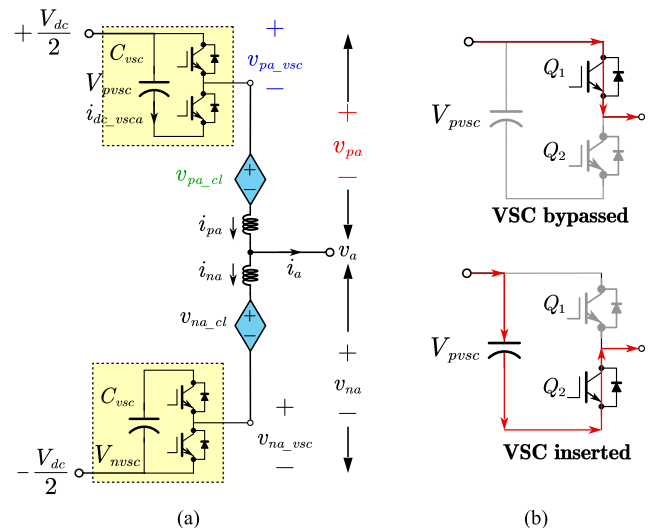 + V_dc/2
C_vsc
V_pvsc
i_dc_vsca
+
v_pa_vsc
−
+
v_pa
−
v_pa_cl
+
−
i_pa
i_na
i_a
v_a
v_na_cl
+
−
+
v_na
−
C_vsc
V_nvsc
+
v_na_vsc
−
− V_dc/2
(a)
V_pvsc
Q_1
Q_2
VSC bypassed
V_pvsc
Q_1
Q_2
VSC inserted
(b)